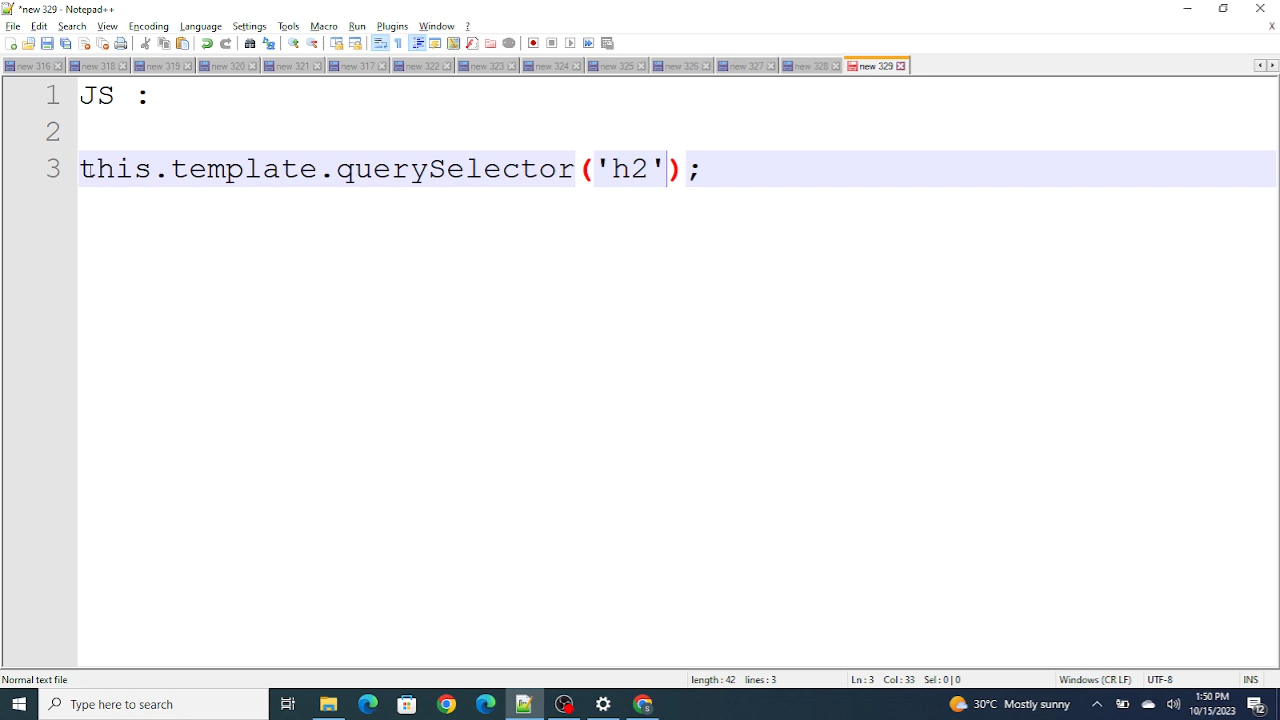 *new 329 - Notepad++
File Edit Search View Encoding Language Settings Tools Macro Run Plugins Window ?
new 316 new 318 new 319 new 320 new 321 new 317 new 322 new 323 new 324 new 325 new 326 new 327 new 328 new 329
1 JS :
2
3 this.template.querySelector('h2');
Normal text file length : 42 lines : 3 Ln : 3 Col : 33 Sel : 0 | 0 Windows (CR LF) UTF-8 INS
Type here to search 30°C Mostly sunny 1:50 PM
10/15/2023 12